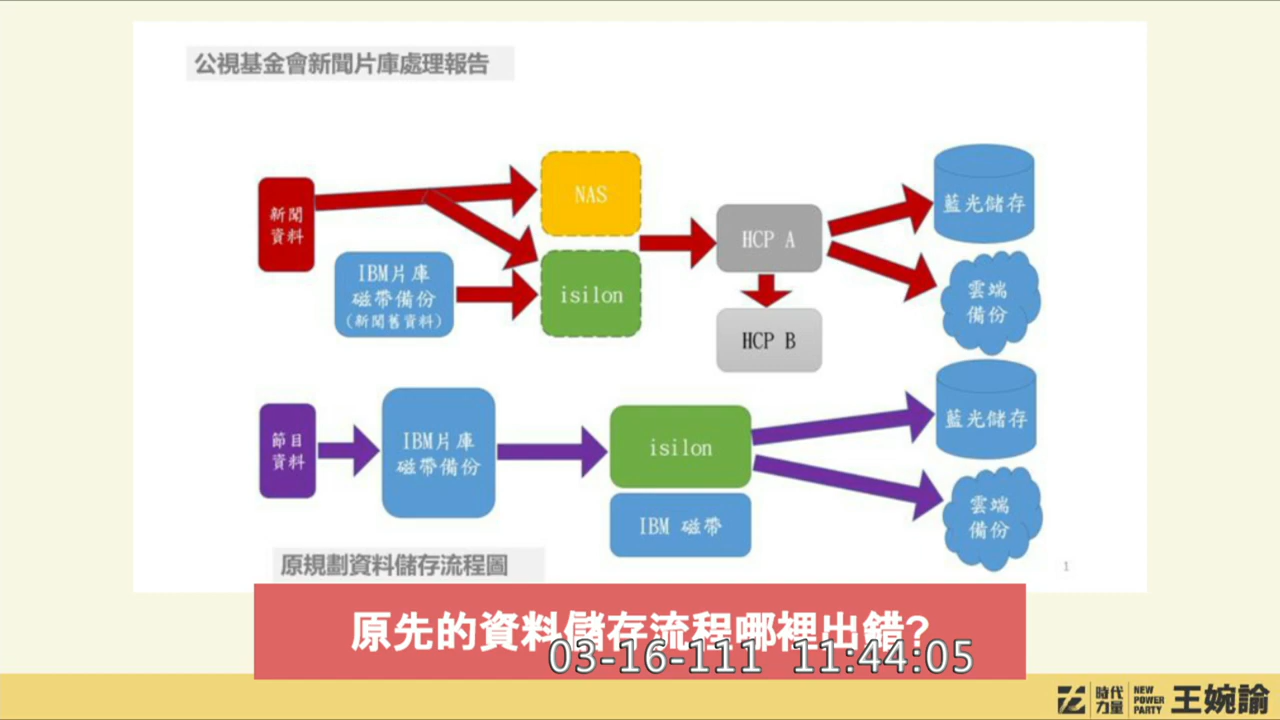 公視基金會新聞片庫處理報告
新聞
資料
IBM片庫
磁帶備份
(新聞舊資料)
NAS
isilon
HCP A
HCP B
藍光儲存
雲端
備份
節目
資料
IBM片庫
磁帶備份
isilon
IBM 磁帶
藍光儲存
雲端
備份
原規劃資料儲存流程圖
1
原先的資料儲存流程哪裡出錯?
03-16-111 11:44:05
時代
力量
NEW
POWER
PARTY
王婉諭